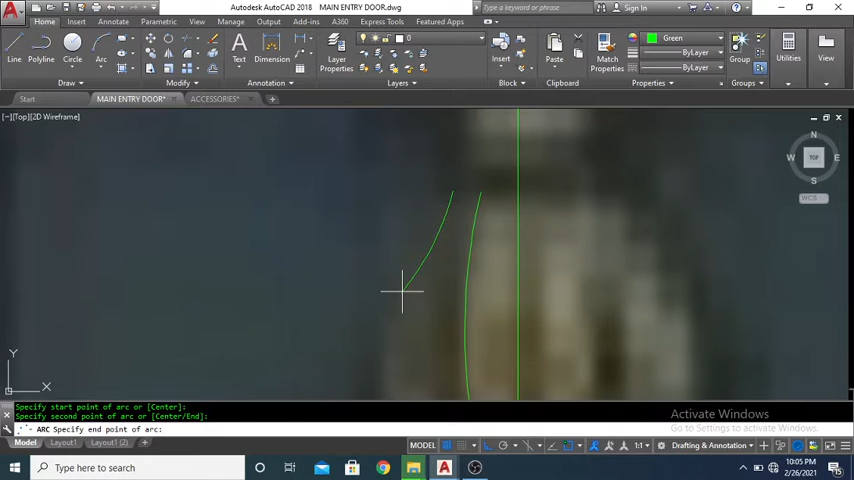 Autodesk AutoCAD 2018   MAIN ENTRY DOOR.dwg
Type a keyword or phrase
Sign In
Home Insert Annotate Parametric View Manage Output Add-ins A360 Express Tools Featured Apps
Line Polyline Circle Arc
Text Dimension
Layer Properties
0
Insert
Paste
Match Properties
Green
ByLayer
ByLayer
Group
Utilities
View
Draw Modify Annotation Layers Block Clipboard Properties Groups
Start MAIN ENTRY DOOR* ACCESSORIES*
[−][Top][2D Wireframe]
N
W TOP E
S
WCS
Y
X
Specify start point of arc or [Center]:
Specify second point of arc or [Center/End]:
ARC Specify end point of arc:
Activate Windows
Go to Settings to activate Windows.
Model Layout1 Layout1 (2)
MODEL 1:1 Drafting & Annotation
Type here to search
10:05 PM
2/26/2021
15